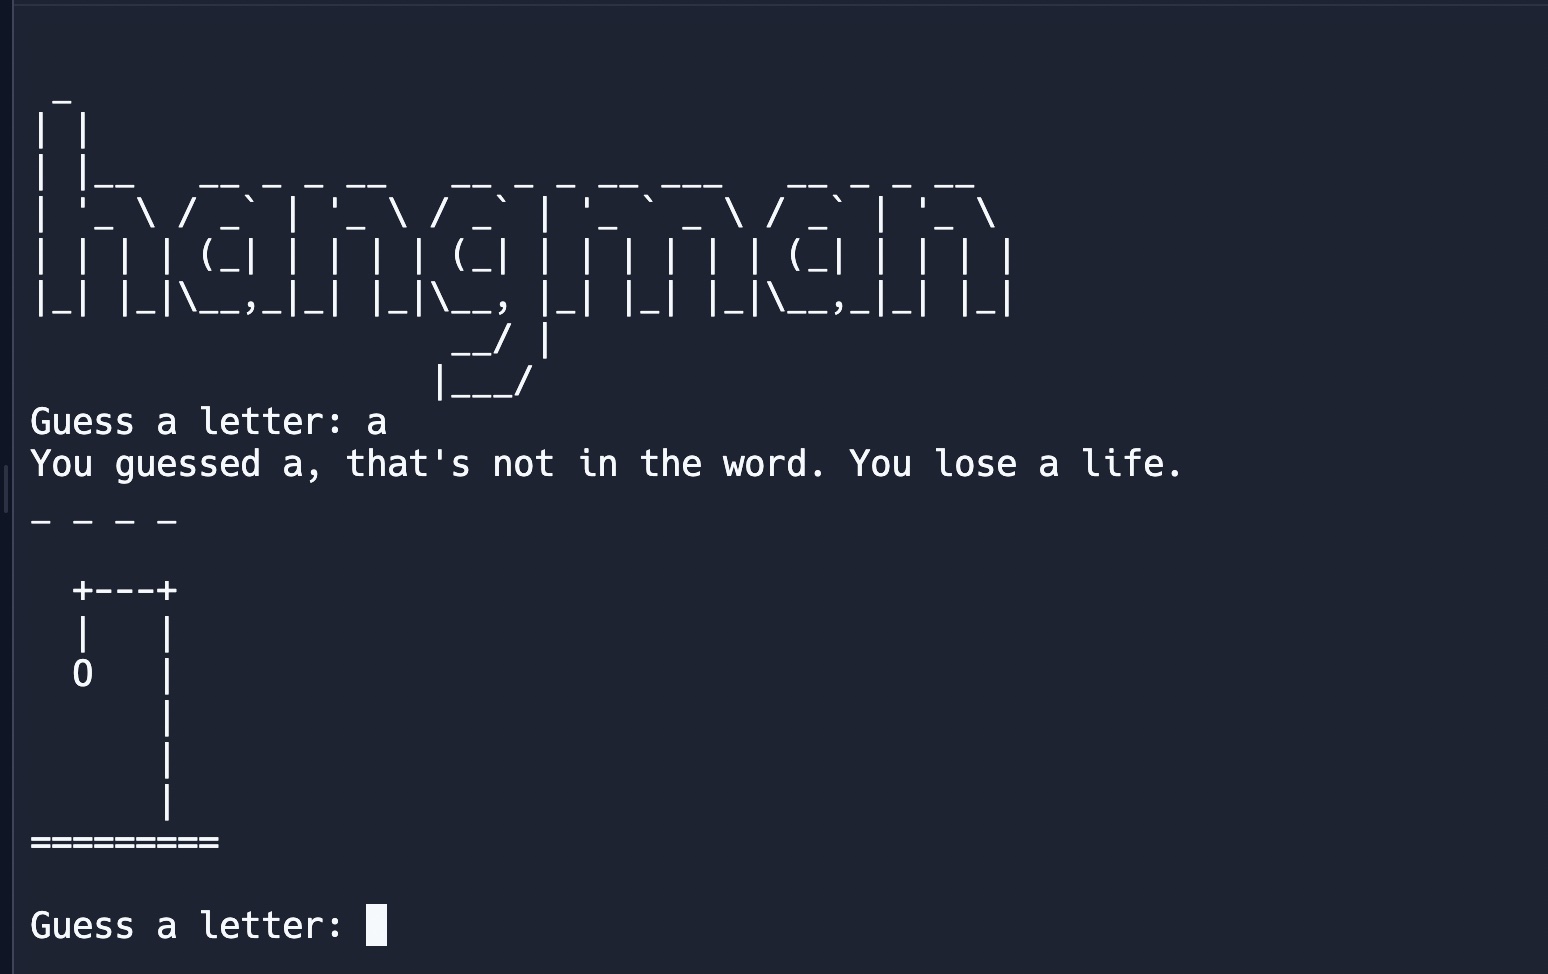 _
| |
| |__   __ _ _ __   __ _ _ __ ___   __ _ _ __
| '_ \ / _` | '_ \ / _` | '_ ` _ \ / _` | '_ \
| | | | (_| | | | | (_| | | | | | | (_| | | | |
|_| |_|\__,_|_| |_|\__, |_| |_| |_|\__,_|_| |_|
                    __/ |
                   |___/
Guess a letter: a
You guessed a, that's not in the word. You lose a life.
_ _ _ _
  +---+
  |   |
  O   |
      |
      |
      |
=========
Guess a letter: